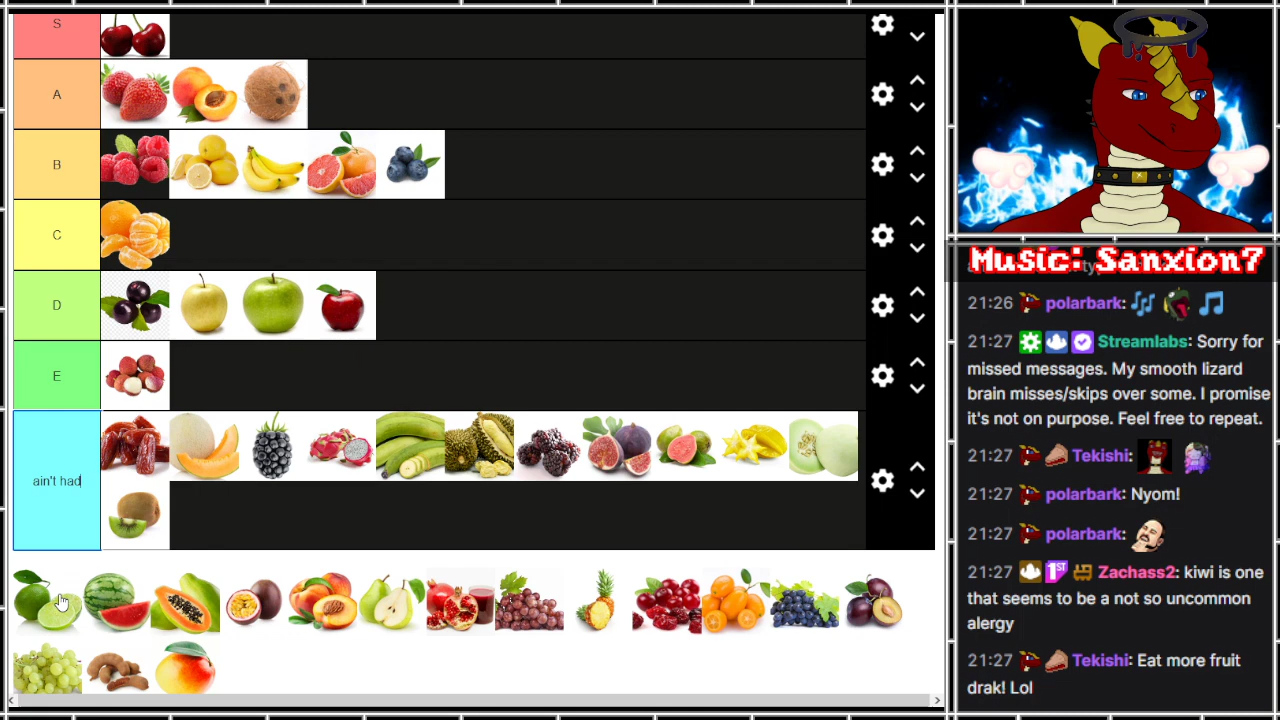 S
A
B
C
D
E
ain't had
Music: Sanxion7
21:26 polarbark:
21:27 Streamlabs: Sorry for
missed messages. My smooth lizard
brain misses/skips over some. I promise
it's not on purpose. Feel free to repeat.
21:27 Tekishi:
21:27 polarbark: Nyom!
21:27 polarbark:
21:27 Zachass2: kiwi is one
that seems to be a not so uncommon
alergy
21:27 Tekishi: Eat more fruit
drak! Lol